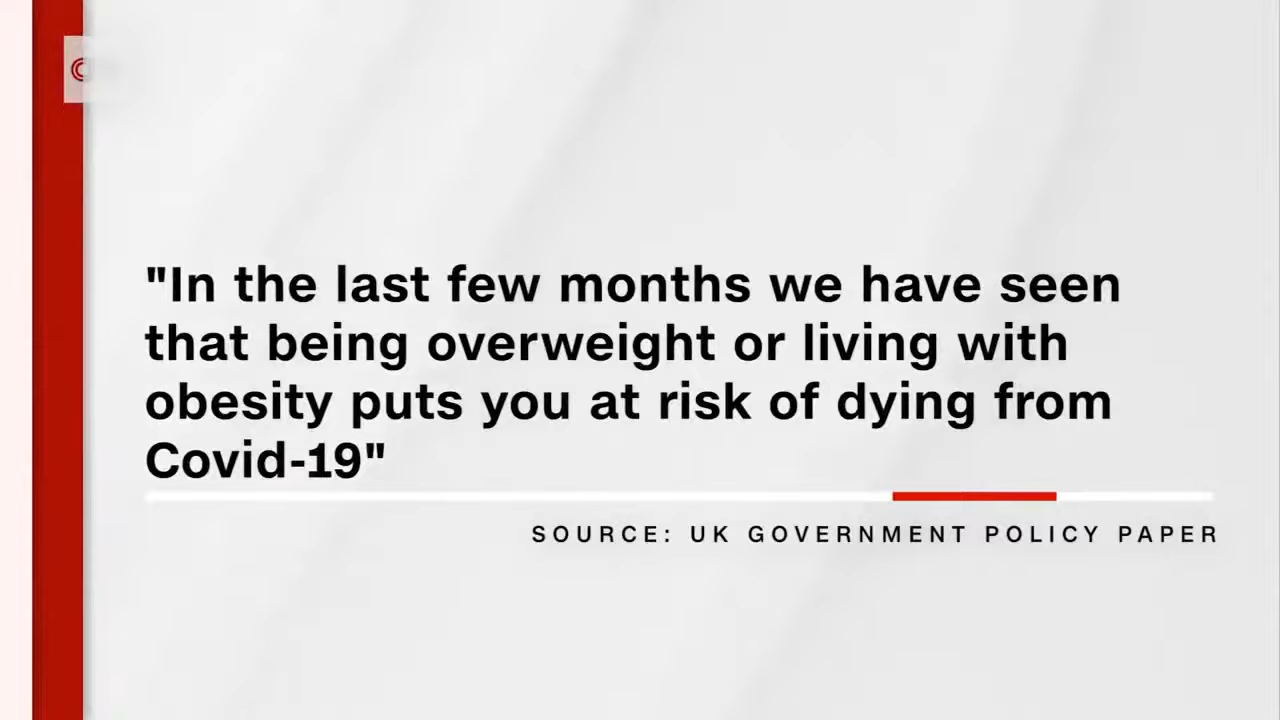 "In the last few months we have seen
that being overweight or living with
obesity puts you at risk of dying from
Covid-19"
SOURCE: UK GOVERNMENT POLICY PAPER